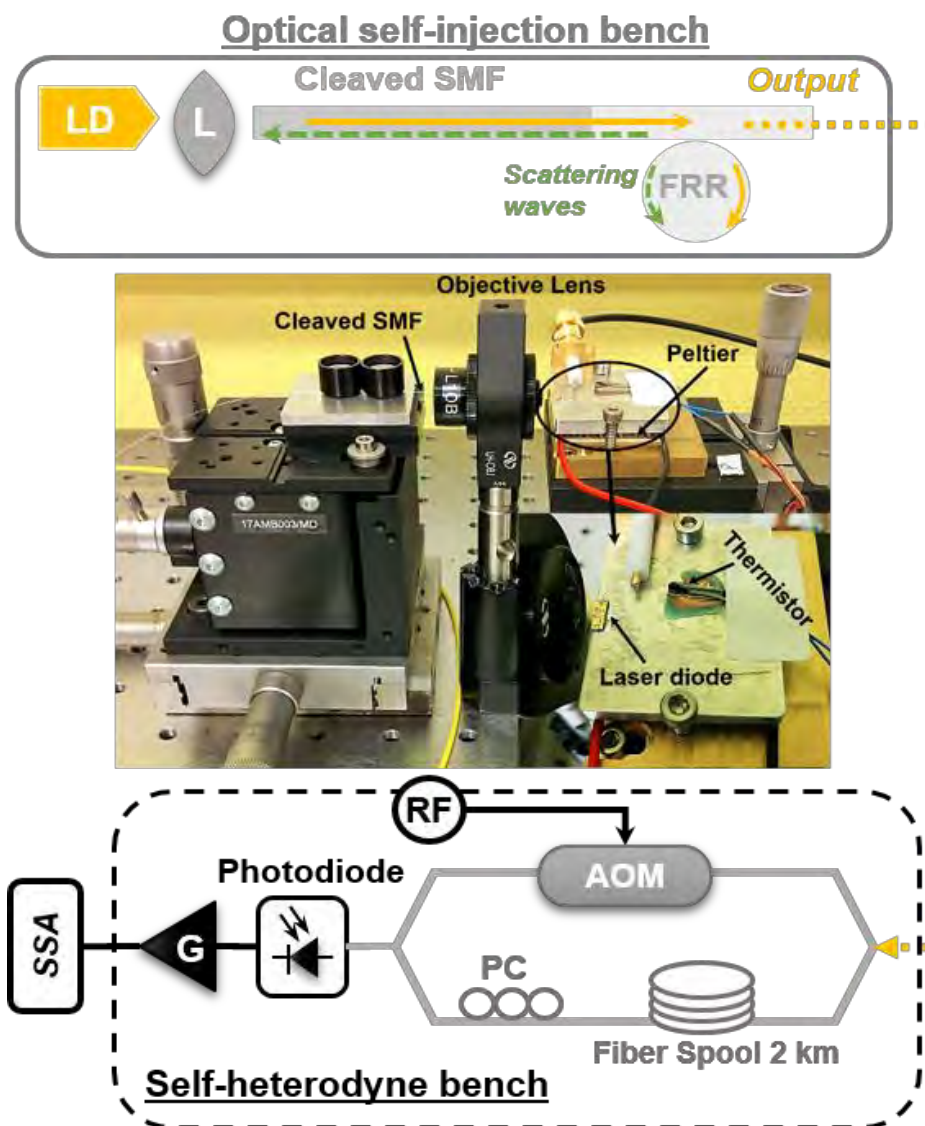 Optical self-injection bench
Cleaved SMF
Output
LD
L
Scattering
waves
FRR
Objective Lens
Cleaved SMF
Peltier
L10B
17AMB003/MD
Thermistor
Laser diode
RF
Photodiode
AOM
SSA
G
PC
Fiber Spool 2 km
Self-heterodyne bench